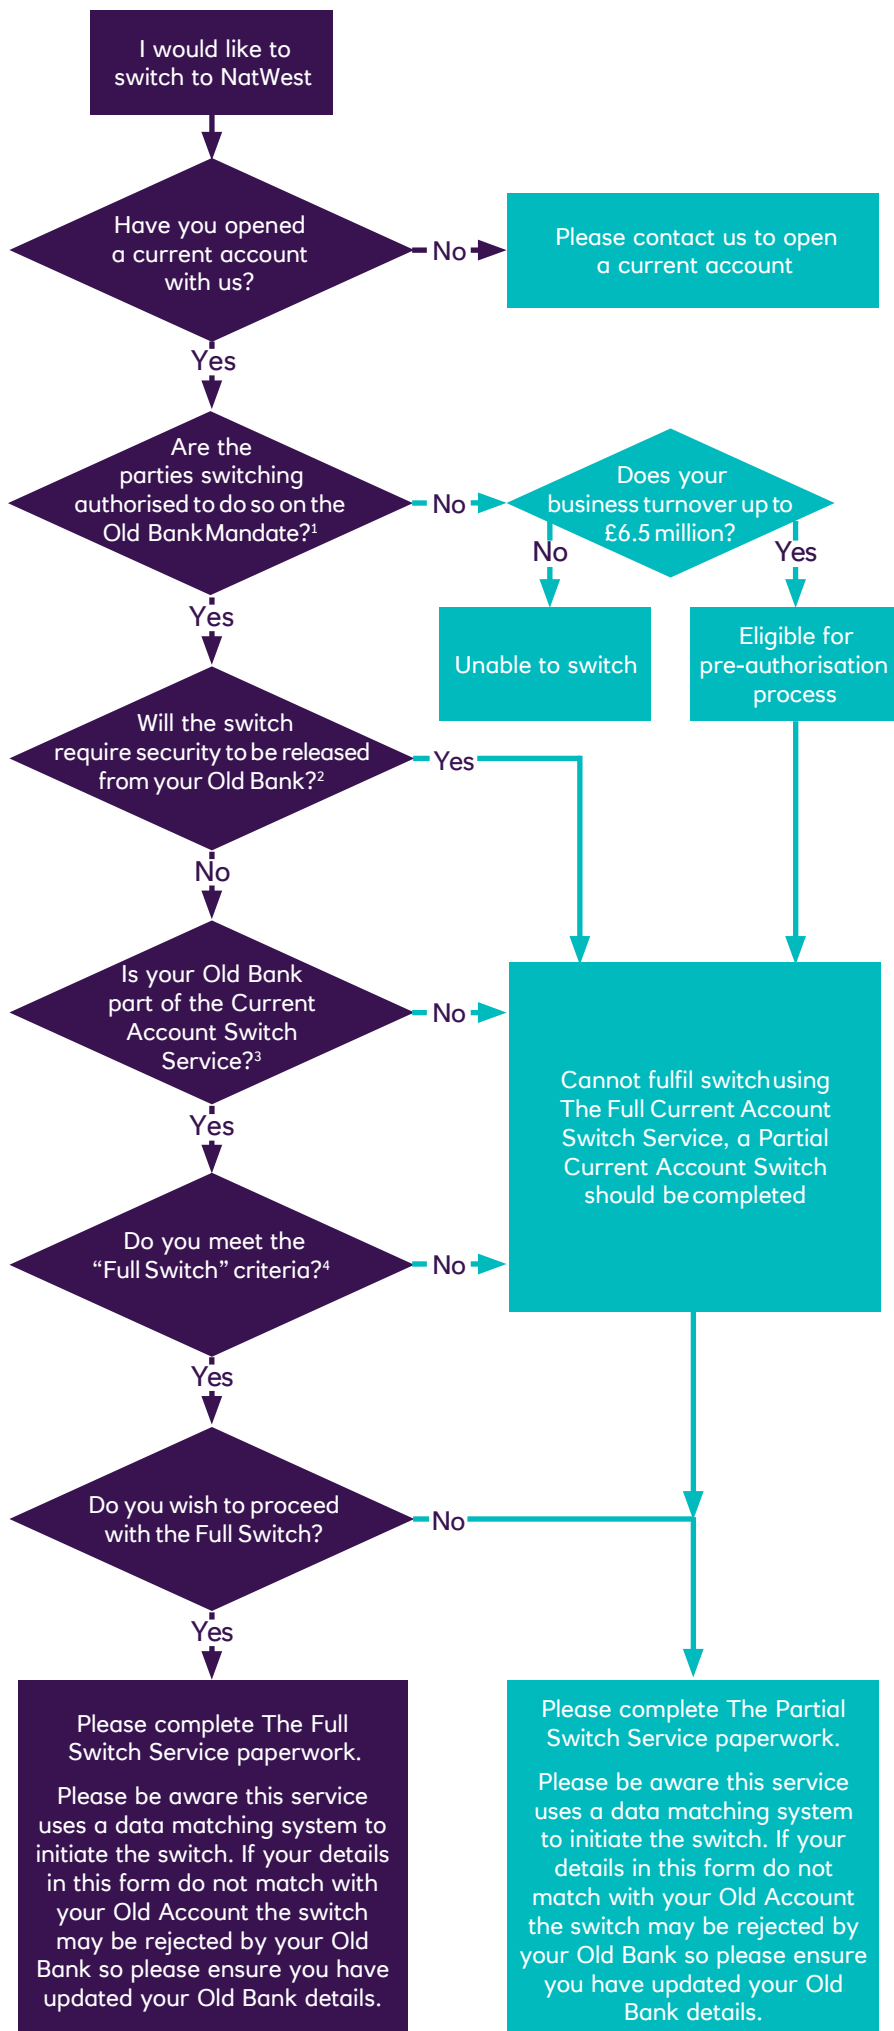 I would like to
switch to NatWest
Have you opened
a current account
with us?
No
Please contact us to open
a current account
Yes
Are the
parties switching
authorised to do so on the
Old Bank Mandate?¹
No
Does your
business turnover up to
£6.5 million?
No
Yes
Yes
Unable to switch
Eligible for
pre-authorisation
process
Will the switch
require security to be released
from your Old Bank?²
Yes
No
Is your Old Bank
part of the Current
Account Switch
Service?³
No
Cannot fulfil switch using
The Full Current Account
Switch Service, a Partial
Current Account Switch
should be completed
Yes
Do you meet the
“Full Switch” criteria?⁴
No
Yes
Do you wish to proceed
with the Full Switch?
No
Yes
Please complete The Full
Switch Service paperwork.
Please be aware this service
uses a data matching system to
initiate the switch. If your details
in this form do not match with
your Old Account the switch
may be rejected by your Old
Bank so please ensure you have
updated your Old Bank details.
Please complete The Partial
Switch Service paperwork.
Please be aware this service
uses a data matching system
to initiate the switch. If your
details in this form do not
match with your Old Account
the switch may be rejected by
your Old Bank so please ensure
you have updated your Old
Bank details.